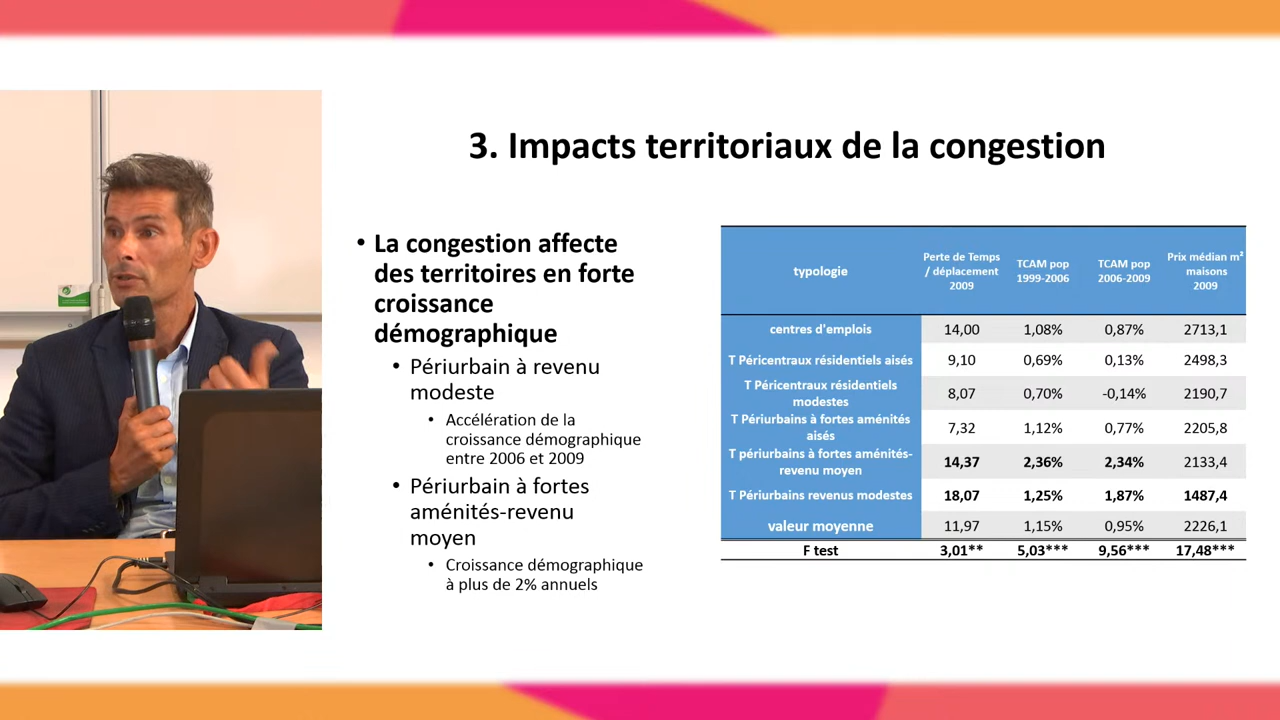 3. Impacts territoriaux de la congestion
• La congestion affecte
des territoires en forte
croissance
démographique
• Périurbain à revenu
modeste
• Accélération de la
croissance démographique
entre 2006 et 2009
• Périurbain à fortes
aménités-revenu
moyen
• Croissance démographique
à plus de 2% annuels
typologie
Perte de Temps
/ déplacement
2009
TCAM pop
1999-2006
TCAM pop
2006-2009
Prix médian m²
maisons
2009
centres d'emplois 14,00 1,08% 0,87% 2713,1
T Péricentraux résidentiels aisés 9,10 0,69% 0,13% 2498,3
T Péricentraux résidentiels
modestes 8,07 0,70% -0,14% 2190,7
T Périurbains à fortes aménités
aisés 7,32 1,12% 0,77% 2205,8
T périurbains à fortes aménités-
revenu moyen 14,37 2,36% 2,34% 2133,4
T Périurbains revenus modestes 18,07 1,25% 1,87% 1487,4
valeur moyenne 11,97 1,15% 0,95% 2226,1
F test 3,01** 5,03*** 9,56*** 17,48***